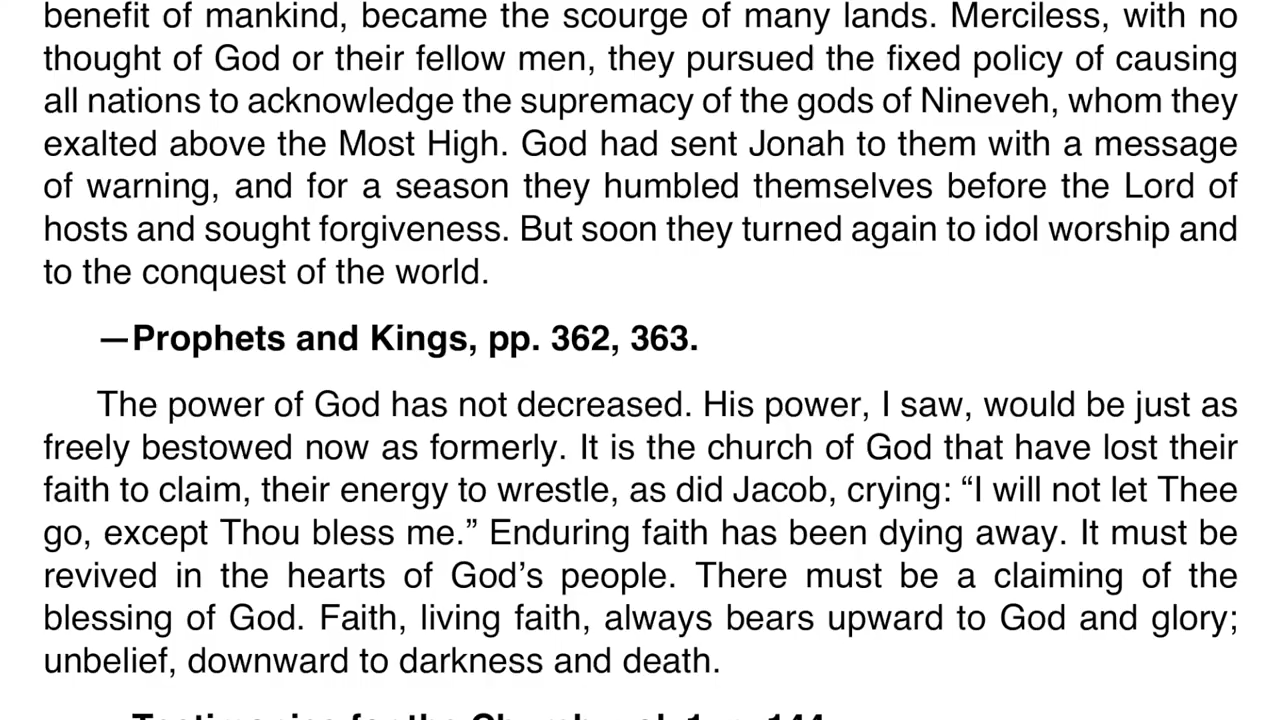 benefit of mankind, became the scourge of many lands. Merciless, with no
thought of God or their fellow men, they pursued the fixed policy of causing
all nations to acknowledge the supremacy of the gods of Nineveh, whom they
exalted above the Most High. God had sent Jonah to them with a message
of warning, and for a season they humbled themselves before the Lord of
hosts and sought forgiveness. But soon they turned again to idol worship and
to the conquest of the world.
—Prophets and Kings, pp. 362, 363.
The power of God has not decreased. His power, I saw, would be just as
freely bestowed now as formerly. It is the church of God that have lost their
faith to claim, their energy to wrestle, as did Jacob, crying: “I will not let Thee
go, except Thou bless me.” Enduring faith has been dying away. It must be
revived in the hearts of God’s people. There must be a claiming of the
blessing of God. Faith, living faith, always bears upward to God and glory;
unbelief, downward to darkness and death.
—Testimonies for the Church, vol. 1, p. 144.